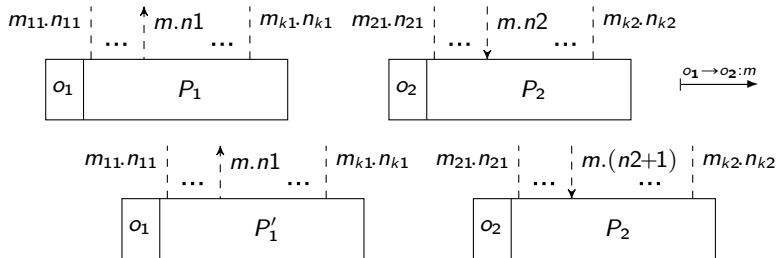 m₁₁.n₁₁ ... m.n1 ... mₖ₁.nₖ₁ m₂₁.n₂₁ ... m.n2 ... mₖ₂.nₖ₂
o₁ P₁ o₂ P₂ o₁→o₂:m
m₁₁.n₁₁ ... m.n1 ... mₖ₁.nₖ₁ m₂₁.n₂₁ ... m.(n2+1) ... mₖ₂.nₖ₂
o₁ P₁′ o₂ P₂